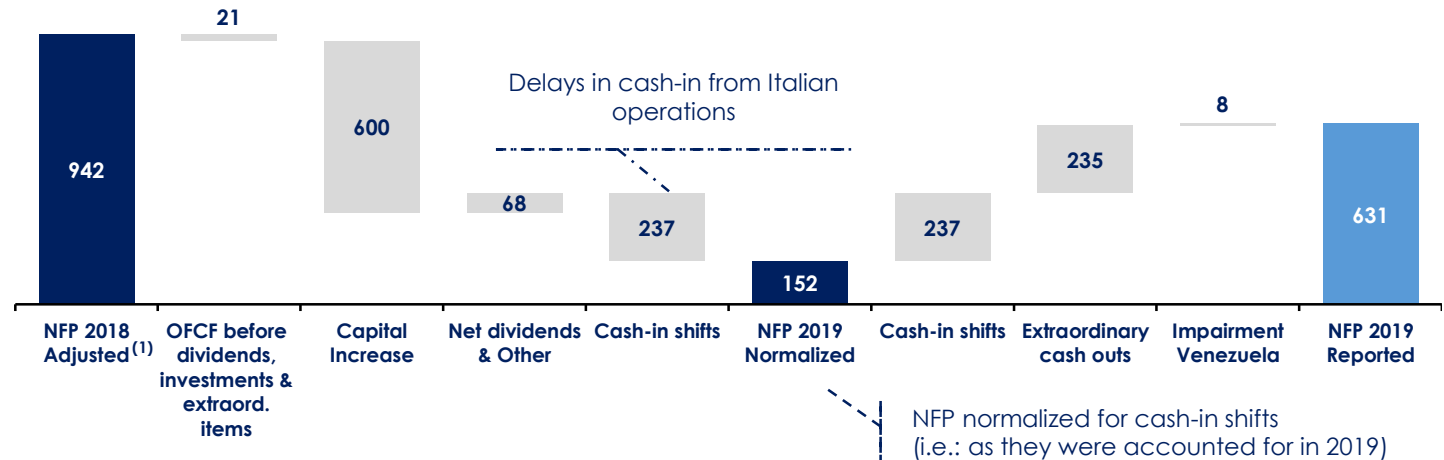 21
942
600
Delays in cash-in from Italian
operations
68
237
152
237
235
8
631
NFP 2018
Adjusted (1)
OFCF before
dividends,
investments &
extraord.
items
Capital
Increase
Net dividends
& Other
Cash-in shifts
NFP 2019
Normalized
Cash-in shifts
Extraordinary
cash outs
Impairment
Venezuela
NFP 2019
Reported
NFP normalized for cash-in shifts
(i.e.: as they were accounted for in 2019)